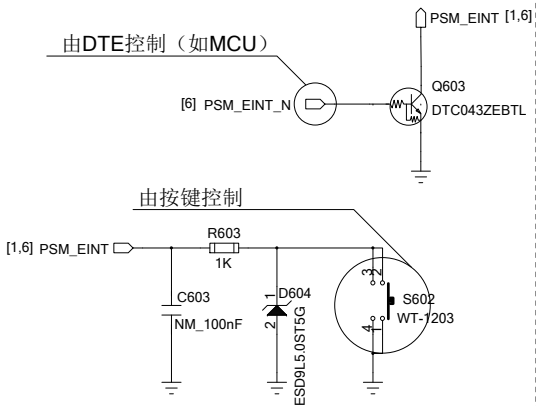 PSM_EINT [1,6]
由DTE控制（如MCU）
Q603
[6] PSM_EINT_N
DTC043ZEBTL
由按键控制
R603
[1,6] PSM_EINT
1K
3 2
C603
1 D604
S602
NM_100nF
2
WT-1203
4 1
ESD9L5.0ST5G